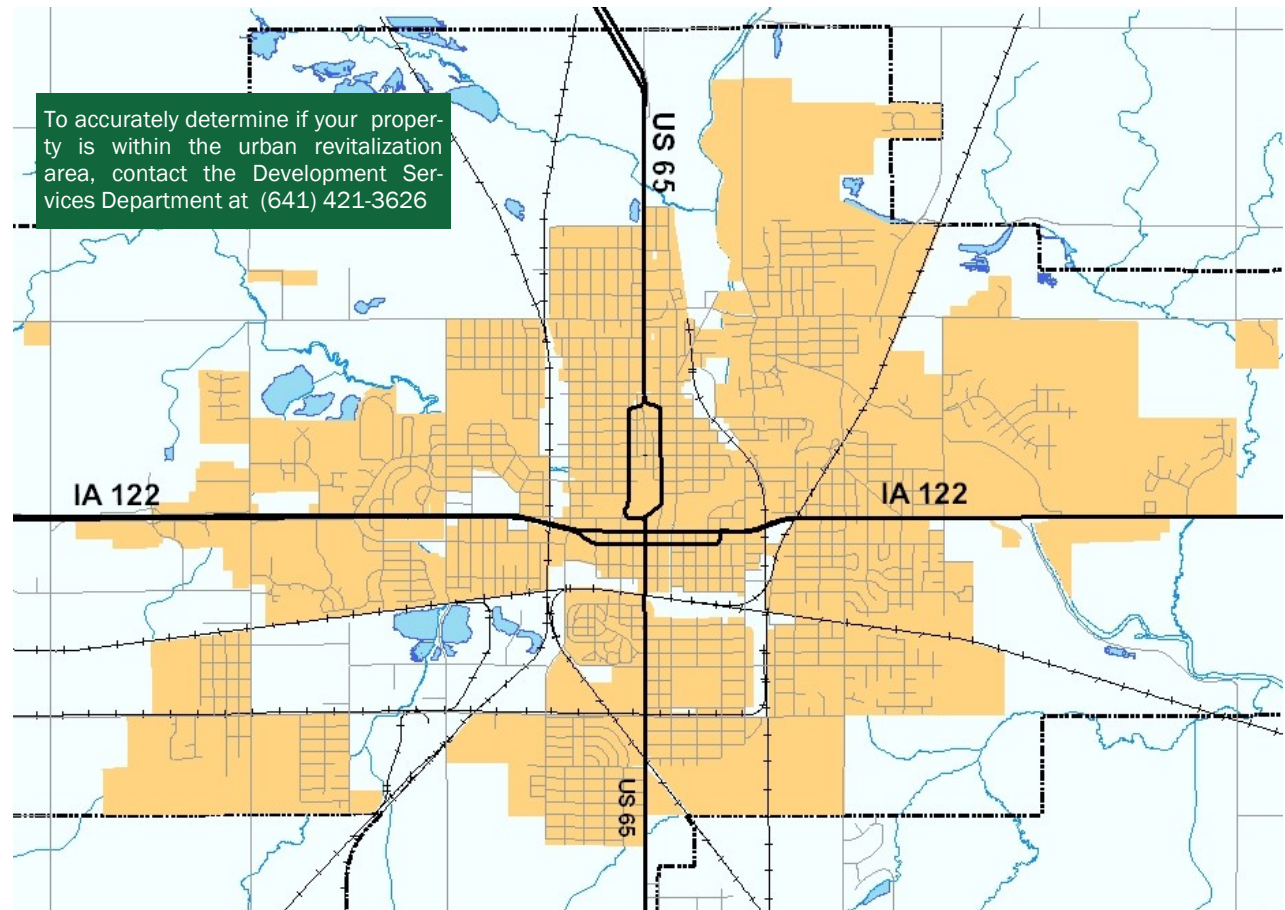 To accurately determine if your proper-
ty is within the urban revitalization
area, contact the Development Ser-
vices Department at (641) 421-3626
US 65
IA 122
IA 122
US 65